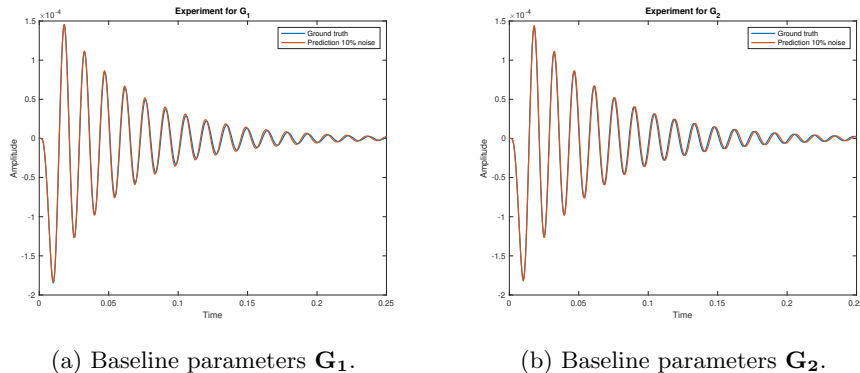 Experiment for G1
×10-4
Ground truth
Prediction 10% noise
1.5
1
0.5
0
-0.5
-1
-1.5
-2
Amplitude
0
0.05
0.1
0.15
0.2
0.25
Time
(a) Baseline parameters G1.
Experiment for G2
×10-4
Ground truth
Prediction 10% noise
1.5
1
0.5
0
-0.5
-1
-1.5
-2
Amplitude
0
0.05
0.1
0.15
0.2
0.25
Time
(b) Baseline parameters G2.